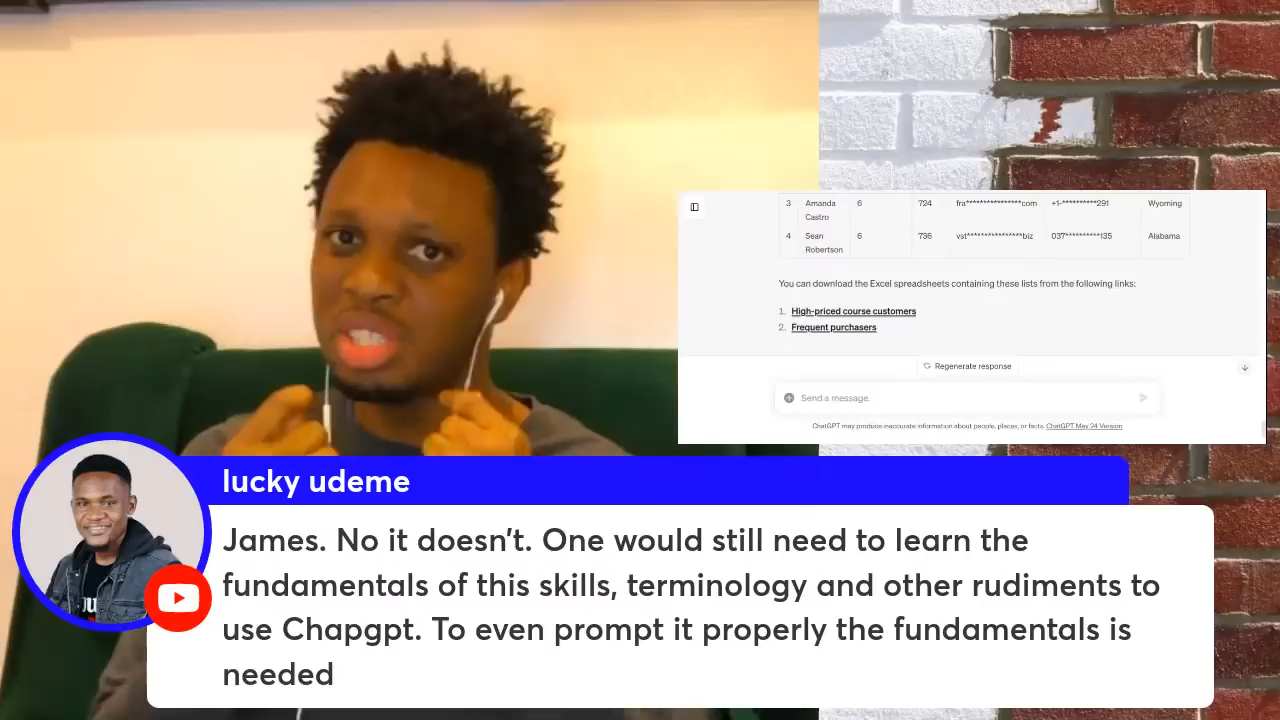 3 Amanda Castro 6 724 fra****************com +1-**********291 Wyoming
4 Sean Robertson 6 736 vst****************biz 037**********135 Alabama
You can download the Excel spreadsheets containing these lists from the following links:
1. High-priced course customers
2. Frequent purchasers
Regenerate response
Send a message.
ChatGPT may produce inaccurate information about people, places, or facts. ChatGPT May 24 Version
lucky udeme
James. No it doesn't. One would still need to learn the
fundamentals of this skills, terminology and other rudiments to
use Chapgpt. To even prompt it properly the fundamentals is
needed